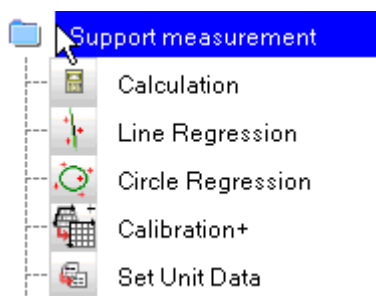 Support measurement
Calculation
Line Regression
Circle Regression
Calibration+
Set Unit Data